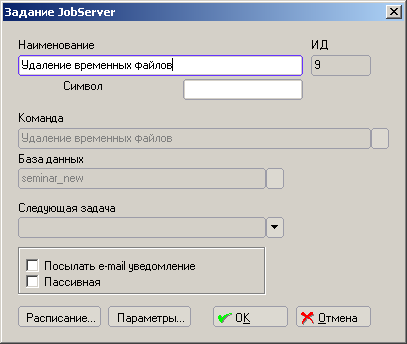 Задание JobServer
Наименование ИД
Удаление временных файлов 9
Символ
Команда
Удаление временных файлов
База данных
seminar_new
Следующая задача
Посылать e-mail уведомление
Пассивная
Расписание... Параметры... OK Отмена